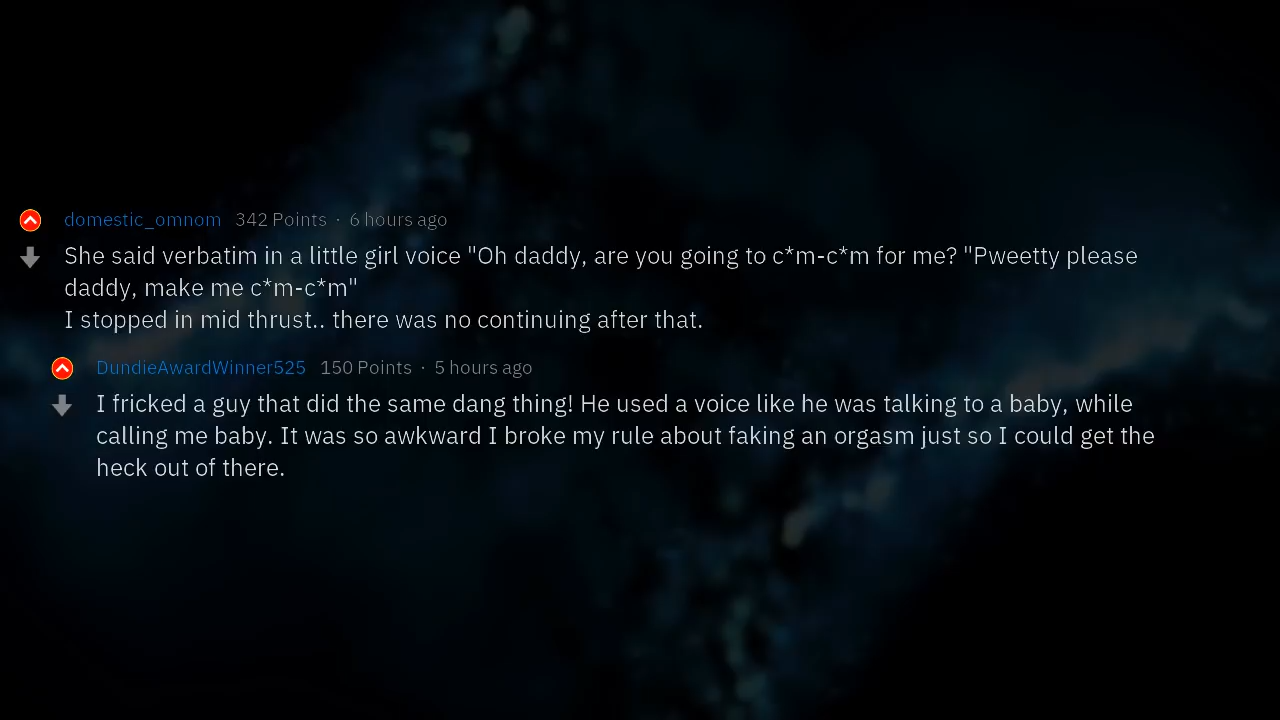 domestic_omnom 342 Points · 6 hours ago
She said verbatim in a little girl voice "Oh daddy, are you going to c*m-c*m for me? "Pweetty please
daddy, make me c*m-c*m"
I stopped in mid thrust.. there was no continuing after that.
DundieAwardWinner525 150 Points · 5 hours ago
I fricked a guy that did the same dang thing! He used a voice like he was talking to a baby, while
calling me baby. It was so awkward I broke my rule about faking an orgasm just so I could get the
heck out of there.